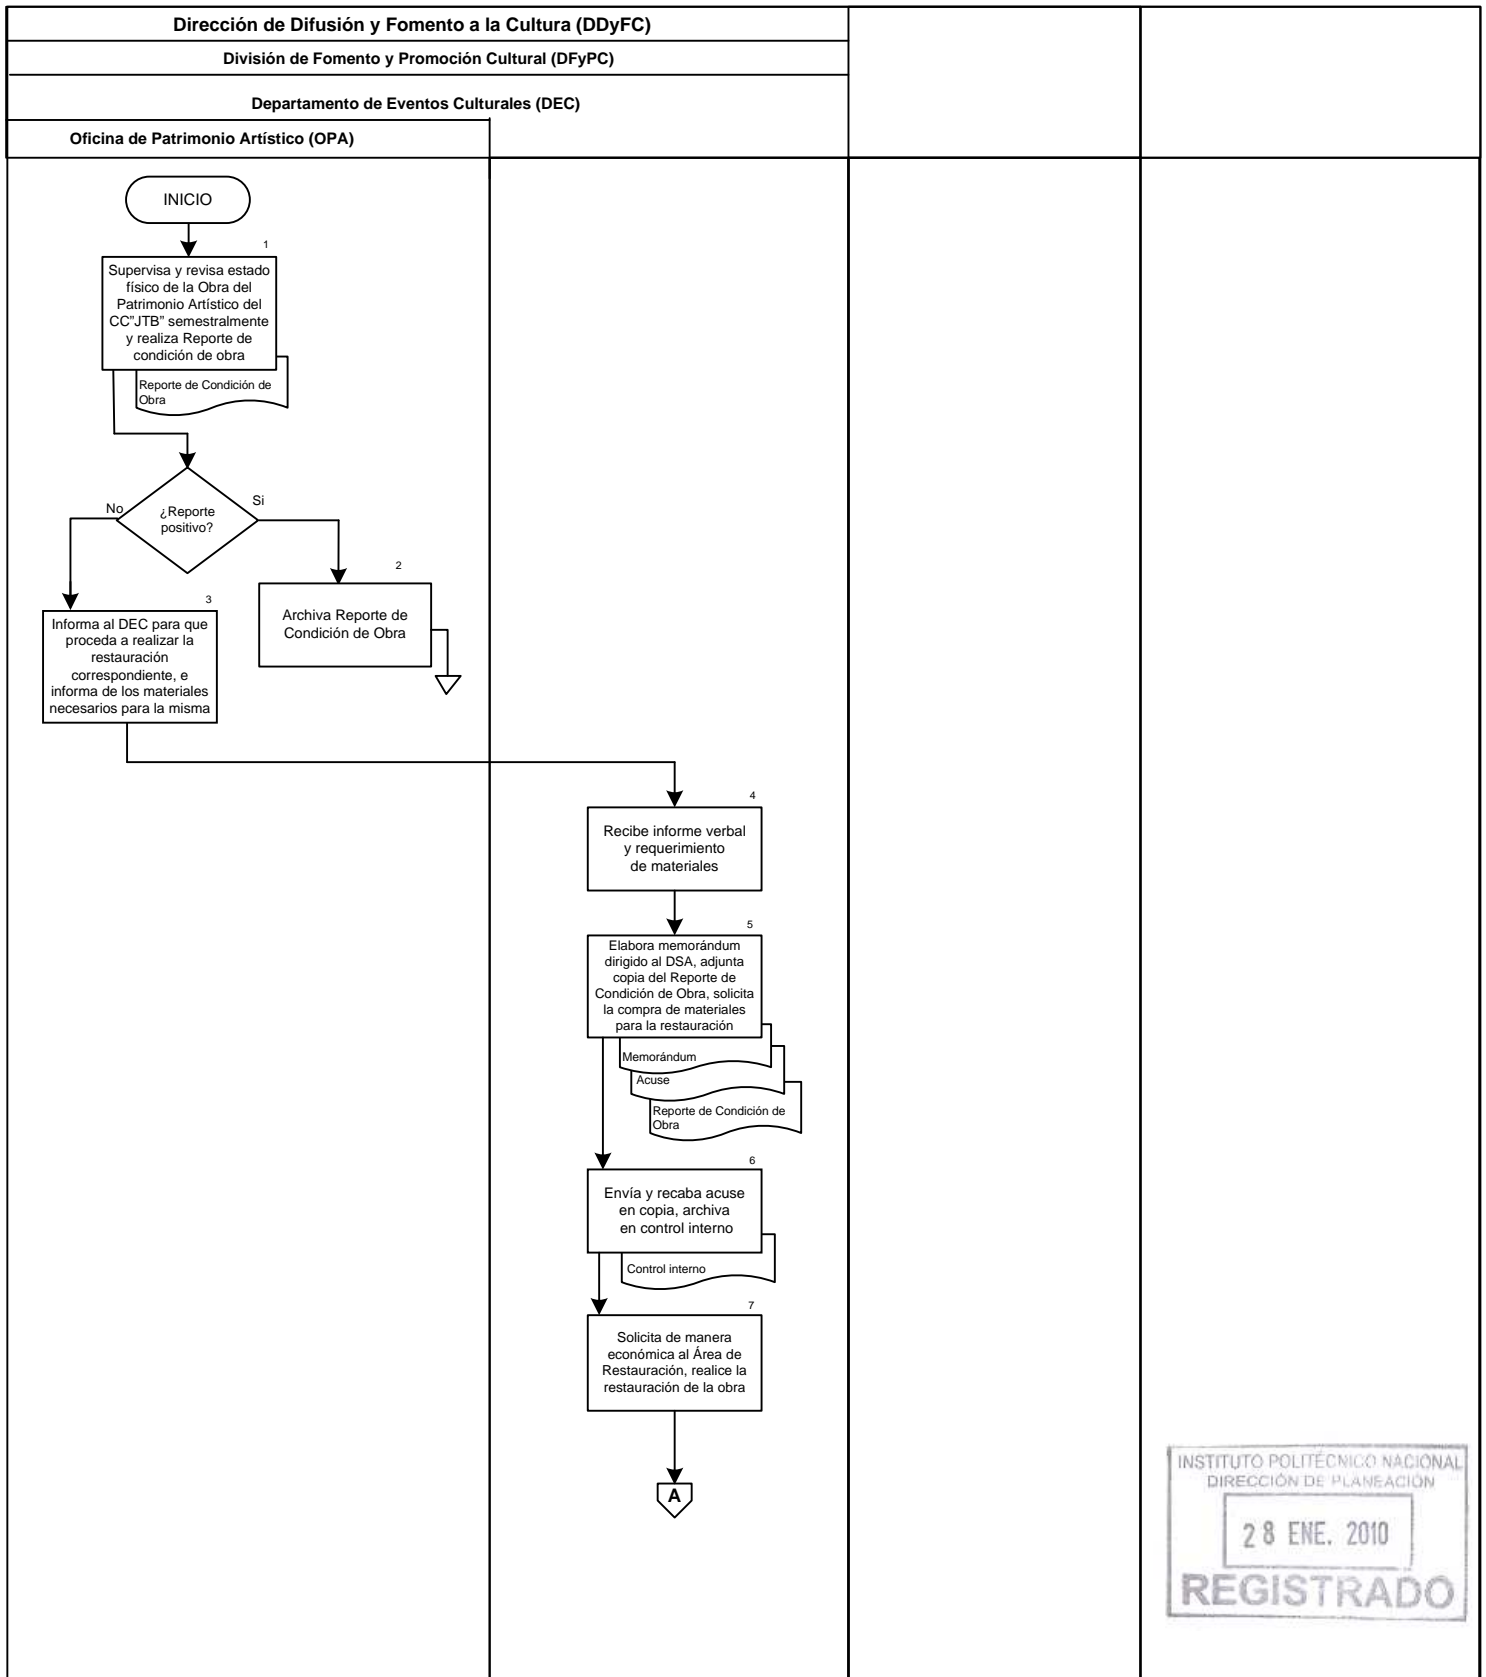 Dirección de Difusión y Fomento a la Cultura (DDyFC)
División de Fomento y Promoción Cultural (DFyPC)
Departamento de Eventos Culturales (DEC)
Oficina de Patrimonio Artístico (OPA)
INICIO
1
Supervisa y revisa estado
físico de la Obra del
Patrimonio Artístico del
CC”JTB” semestralmente
y realiza Reporte de
condición de obra
Reporte de Condición de
Obra
¿Reporte
positivo?
No
Si
2
Archiva Reporte de
Condición de Obra
3
Informa al DEC para que
proceda a realizar la
restauración
correspondiente, e
informa de los materiales
necesarios para la misma
4
Recibe informe verbal
y requerimiento
de materiales
5
Elabora memorándum
dirigido al DSA, adjunta
copia del Reporte de
Condición de Obra, solicita
la compra de materiales
para la restauración
Memorándum
Acuse
Reporte de Condición de
Obra
6
Envía y recaba acuse
en copia, archiva
en control interno
Control interno
7
Solicita de manera
económica al Área de
Restauración, realice la
restauración de la obra
A
INSTITUTO POLITÉCNICO NACIONAL
DIRECCIÓN DE PLANEACIÓN
28 ENE. 2010
REGISTRADO